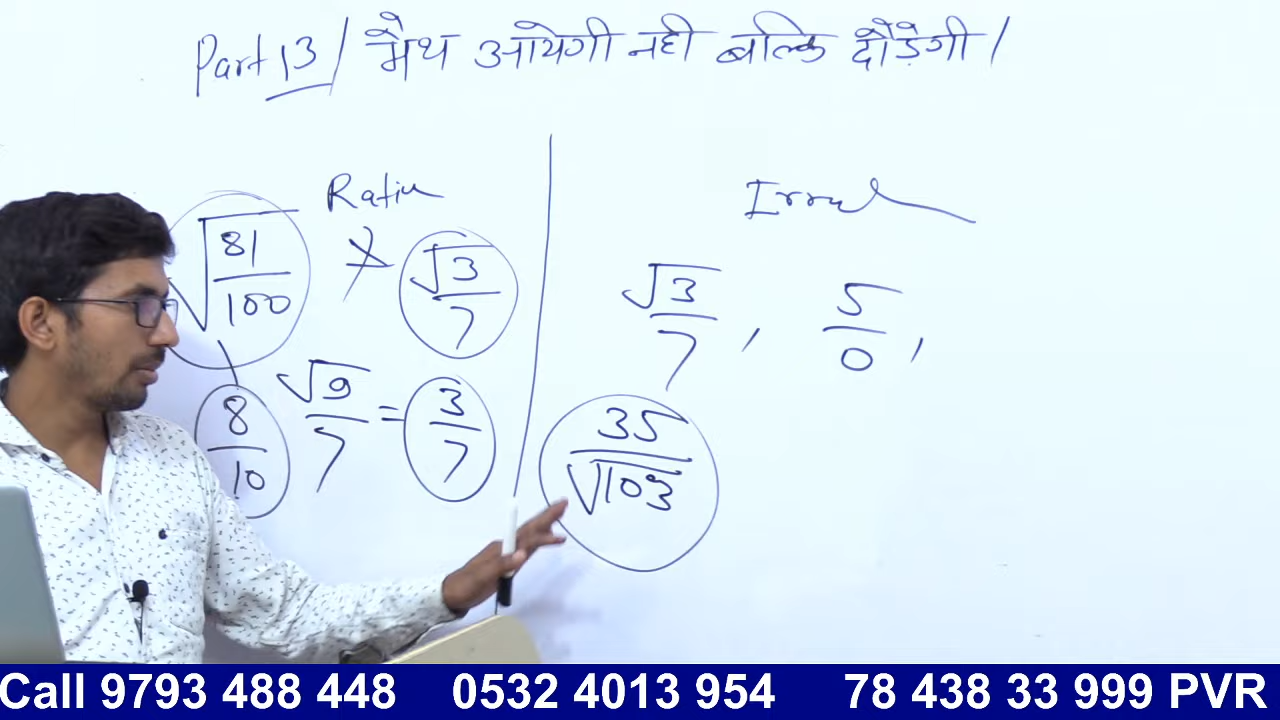 Part 13 / मैथ आयेगी नही बल्कि दौड़ेगी /
Ratio
Irral
√81/100
× √3/7
√3/7 , 5/0 ,
8/10
√9/7 = 3/7
35/√103
Call 9793 488 448 0532 4013 954 78 438 33 999 PVR